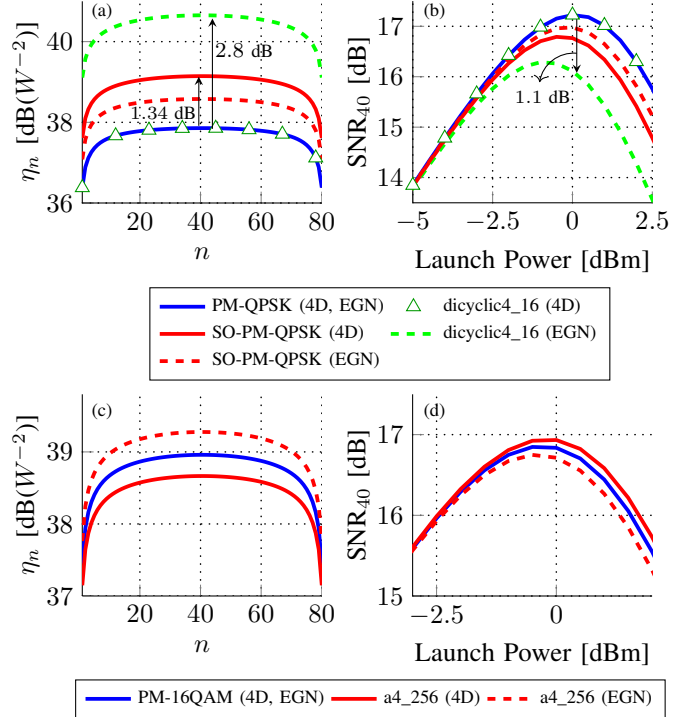 (a)
(b)
40
38
36
η_n [dB(W^{-2})]
2.8 dB
1.34 dB
20 40 60 80
n
17
16
15
14
SNR_{40} [dB]
1.1 dB
−5 −2.5 0 2.5
Launch Power [dBm]
PM-QPSK (4D, EGN) dicyclic4_16 (4D)
SO-PM-QPSK (4D) dicyclic4_16 (EGN)
SO-PM-QPSK (EGN)
(c)
(d)
39
38
37
η_n [dB(W^{-2})]
20 40 60 80
n
17
16
15
SNR_{40} [dB]
−2.5 0
Launch Power [dBm]
PM-16QAM (4D, EGN) a4_256 (4D) a4_256 (EGN)